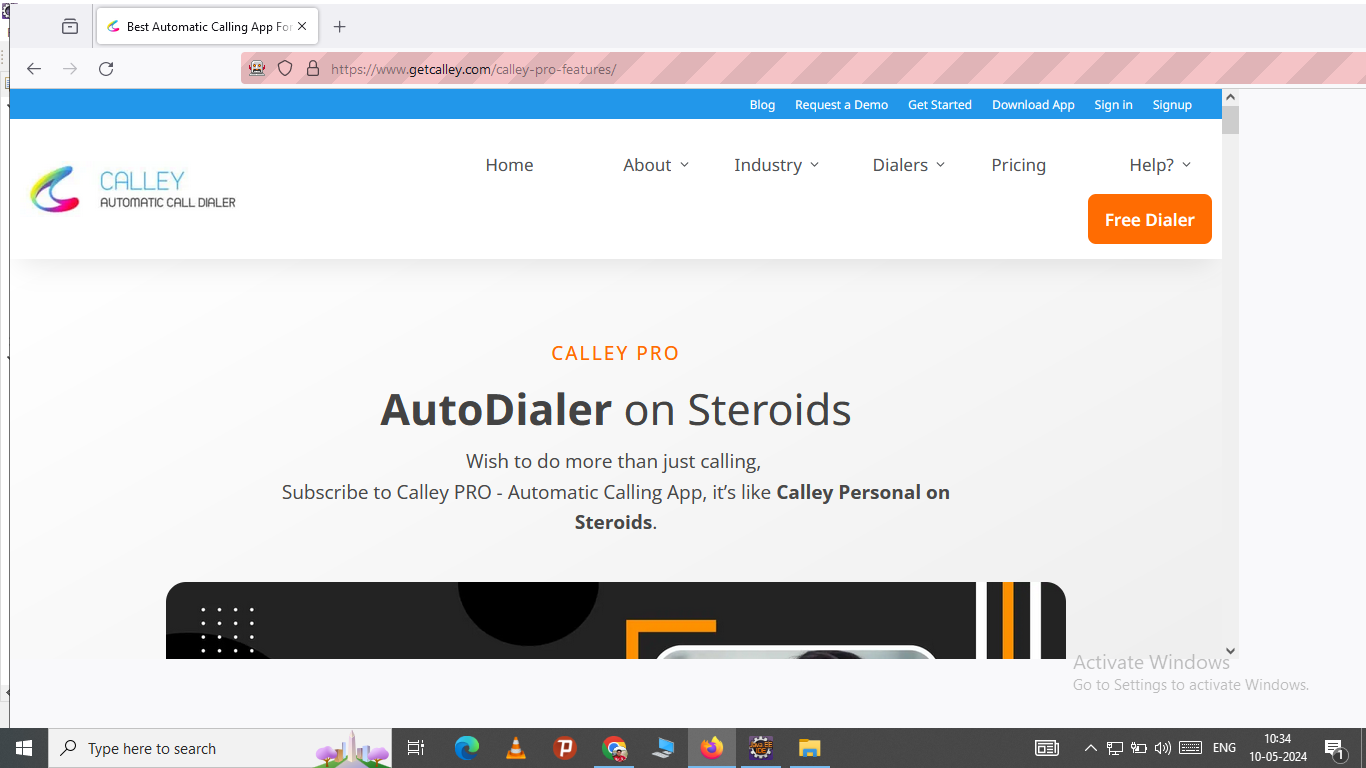 Best Automatic Calling App For
https://www.getcalley.com/calley-pro-features/
Blog Request a Demo Get Started Download App Sign in Signup
CALLEY
AUTOMATIC CALL DIALER
Home About Industry Dialers Pricing Help?
Free Dialer
CALLEY PRO
AutoDialer on Steroids
Wish to do more than just calling,
Subscribe to Calley PRO - Automatic Calling App, it’s like Calley Personal on
Steroids.
Activate Windows
Go to Settings to activate Windows.
Type here to search
ENG
10:34
10-05-2024
1